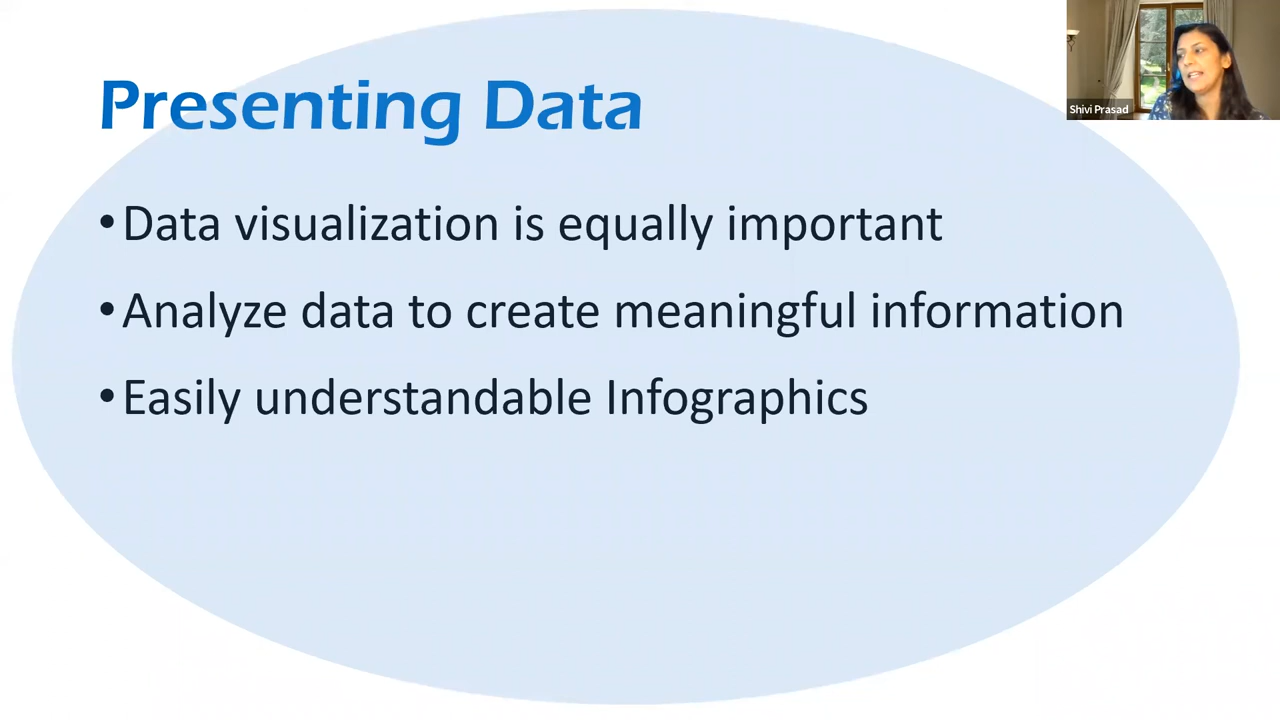 Presenting Data
•Data visualization is equally important
•Analyze data to create meaningful information
•Easily understandable Infographics
Shivi Prasad